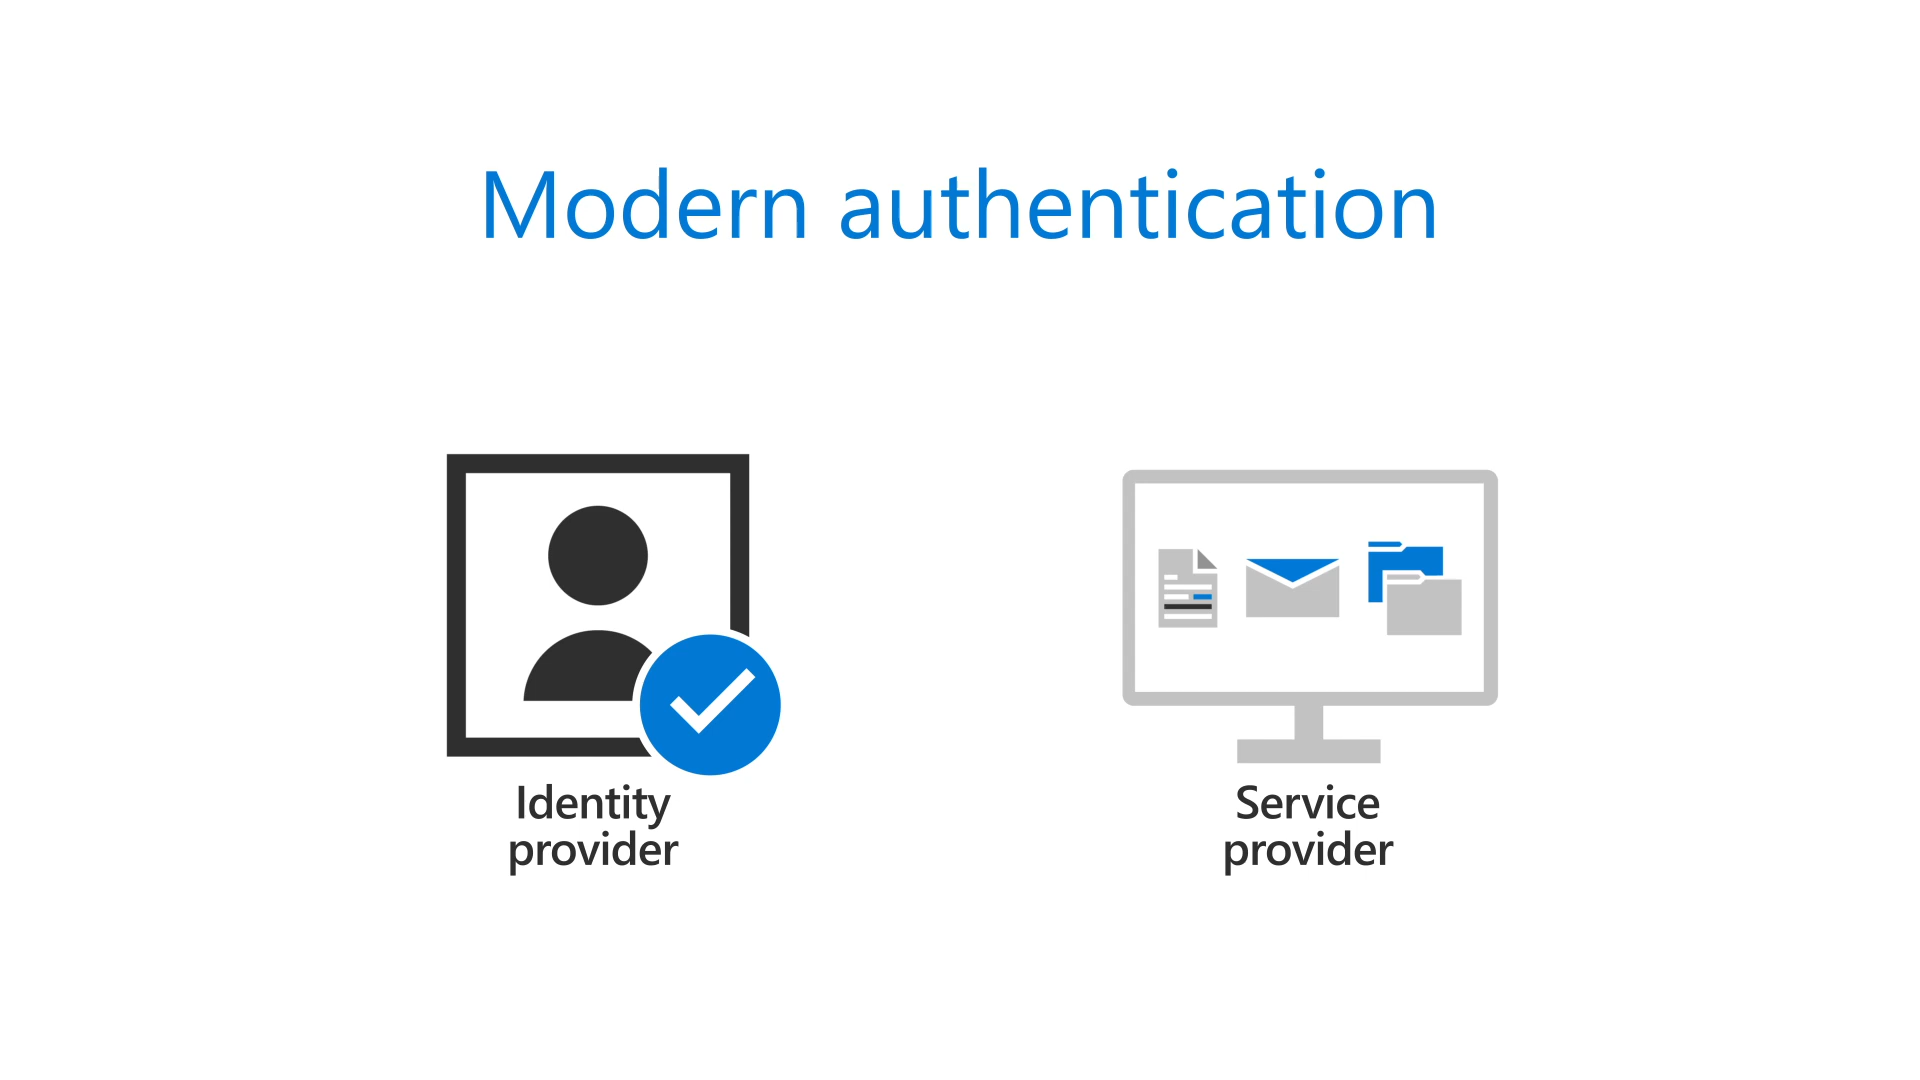 Modern authentication
Identity
provider
Service
provider